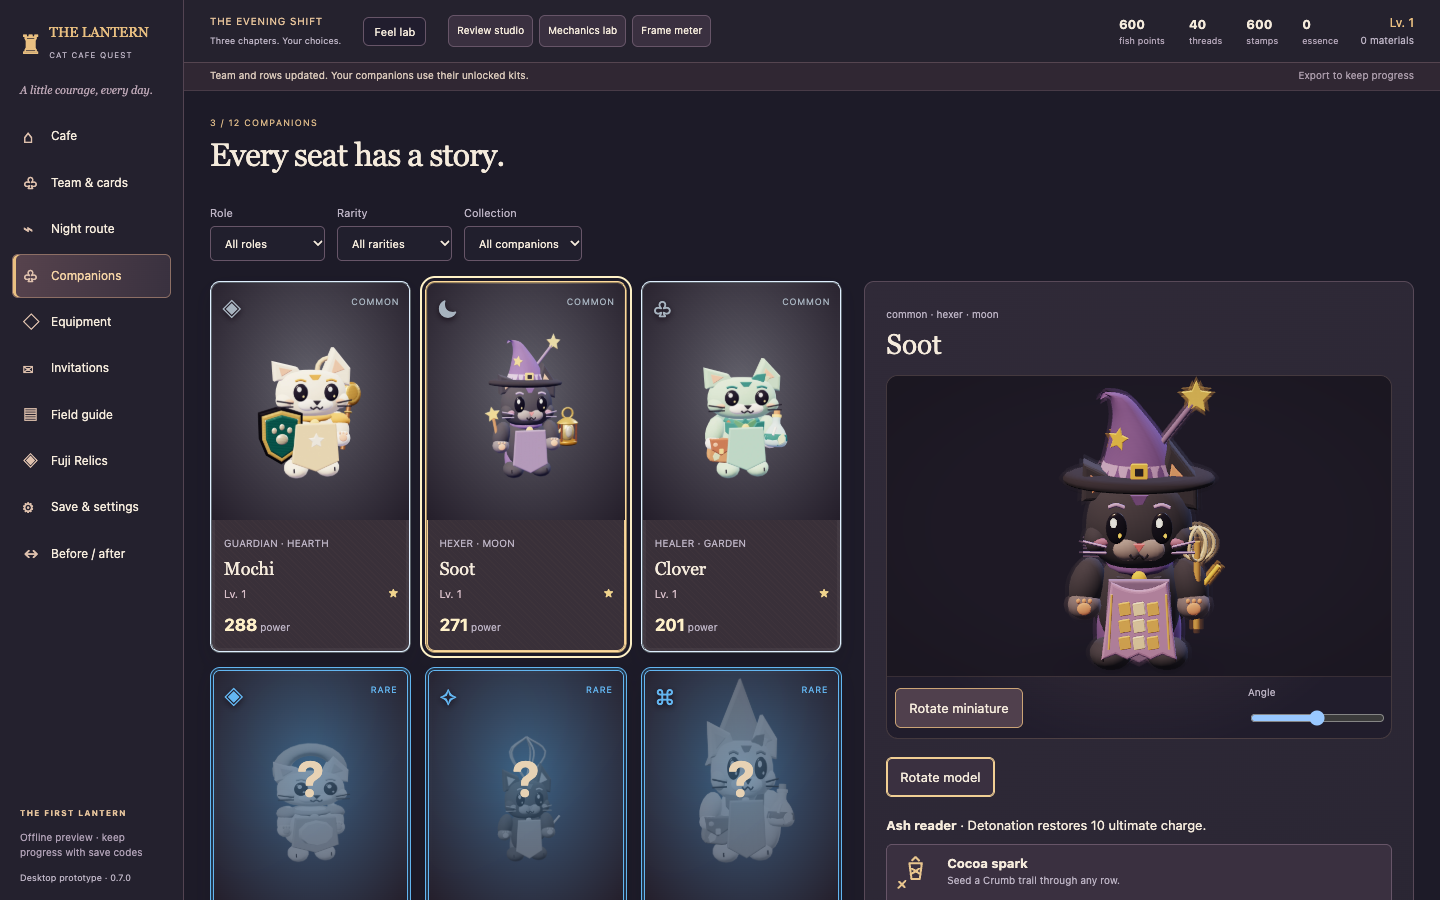 THE LANTERN
CAT CAFE QUEST
A little courage, every day.
Cafe
Team & cards
Night route
Companions
Equipment
Invitations
Field guide
Fuji Relics
Save & settings
Before / after
THE FIRST LANTERN
Offline preview · keep
progress with save codes
Desktop prototype · 0.7.0
THE EVENING SHIFT
Three chapters. Your choices.
Feel lab
Review studio
Mechanics lab
Frame meter
600
fish points
40
threads
600
stamps
0
essence
Lv. 1
0 materials
Team and rows updated. Your companions use their unlocked kits.
Export to keep progress
3 / 12 COMPANIONS
Every seat has a story.
Role
Rarity
Collection
All roles
All rarities
All companions
COMMON
GUARDIAN · HEARTH
Mochi
Lv. 1
288 power
COMMON
HEXER · MOON
Soot
Lv. 1
271 power
COMMON
HEALER · GARDEN
Clover
Lv. 1
201 power
RARE
?
RARE
?
RARE
?
common · hexer · moon
Soot
Rotate miniature
Angle
Rotate model
Ash reader · Detonation restores 10 ultimate charge.
Cocoa spark
Seed a Crumb trail through any row.